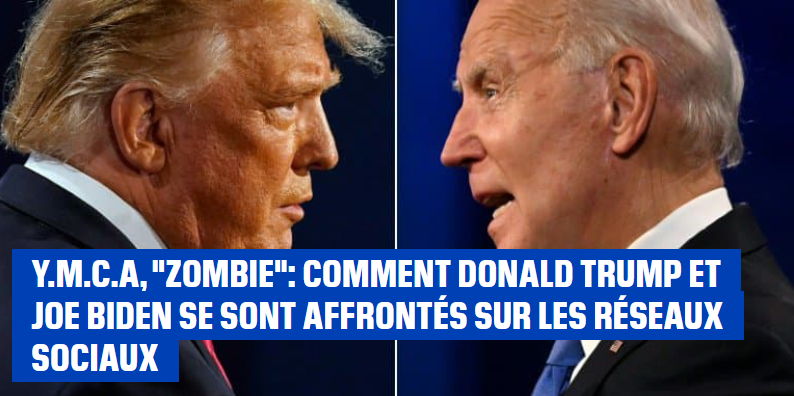 Y.M.C.A, "ZOMBIE": COMMENT DONALD TRUMP ET
JOE BIDEN SE SONT AFFRONTÉS SUR LES RÉSEAUX
SOCIAUX